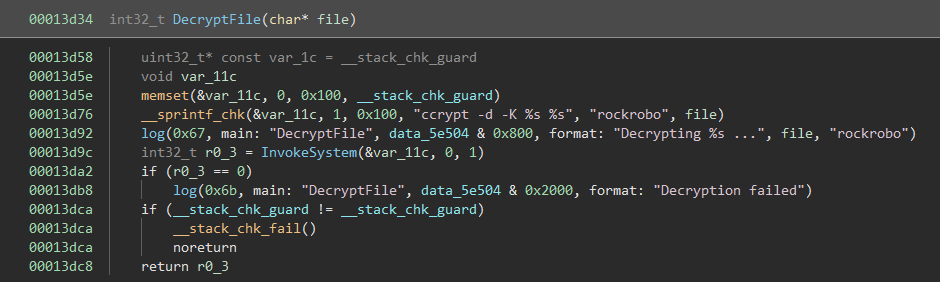 00013d34 int32_t DecryptFile(char* file)
00013d58 uint32_t* const var_1c = __stack_chk_guard
00013d5e void var_11c
00013d5e memset(&var_11c, 0, 0x100, __stack_chk_guard)
00013d76 __sprintf_chk(&var_11c, 1, 0x100, "ccrypt -d -K %s %s", "rockrobo", file)
00013d92 log(0x67, main: "DecryptFile", data_5e504 & 0x800, format: "Decrypting %s ...", file, "rockrobo")
00013d9c int32_t r0_3 = InvokeSystem(&var_11c, 0, 1)
00013da2 if (r0_3 == 0)
00013db8 log(0x6b, main: "DecryptFile", data_5e504 & 0x2000, format: "Decryption failed")
00013dca if (__stack_chk_guard != __stack_chk_guard)
00013dca __stack_chk_fail()
00013dca noreturn
00013dc8 return r0_3